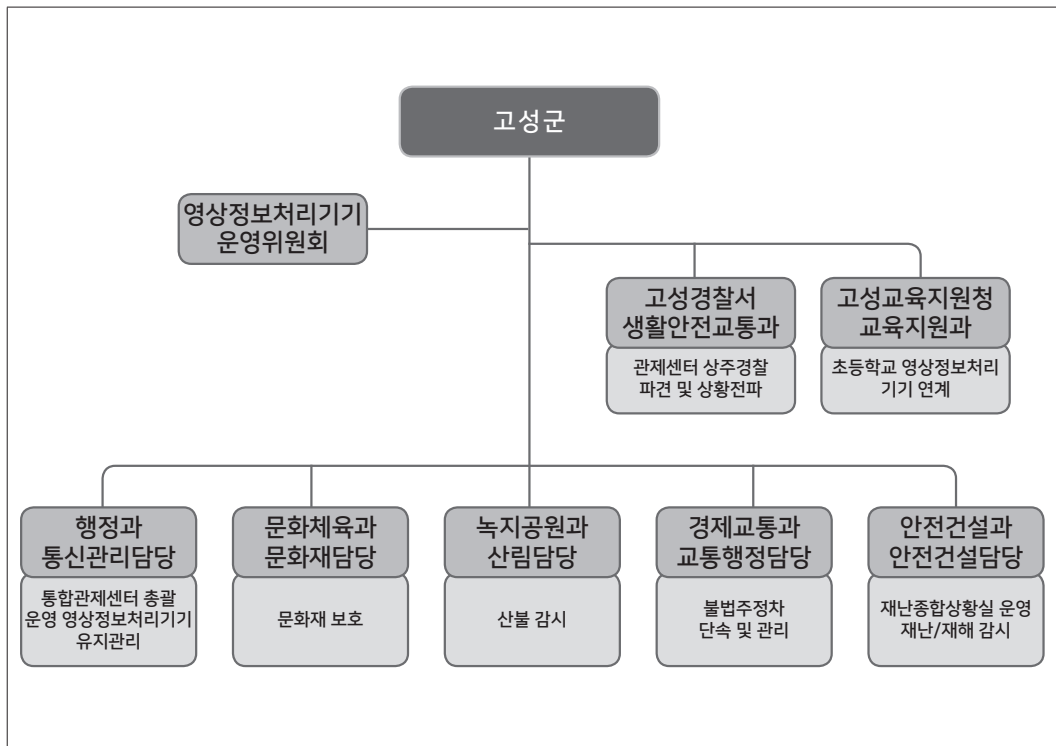 고성군
영상정보처리기기
운영위원회
고성경찰서
생활안전교통과
관제센터 상주경찰
파견 및 상황전파
고성교육지원청
교육지원과
초등학교 영상정보처리
기기 연계
행정과
통신관리담당
통합관제센터 총괄
운영 영상정보처리기기
유지관리
문화체육과
문화재담당
문화재 보호
녹지공원과
산림담당
산불 감시
경제교통과
교통행정담당
불법주정차
단속 및 관리
안전건설과
안전건설담당
재난종합상황실 운영
재난/재해 감시